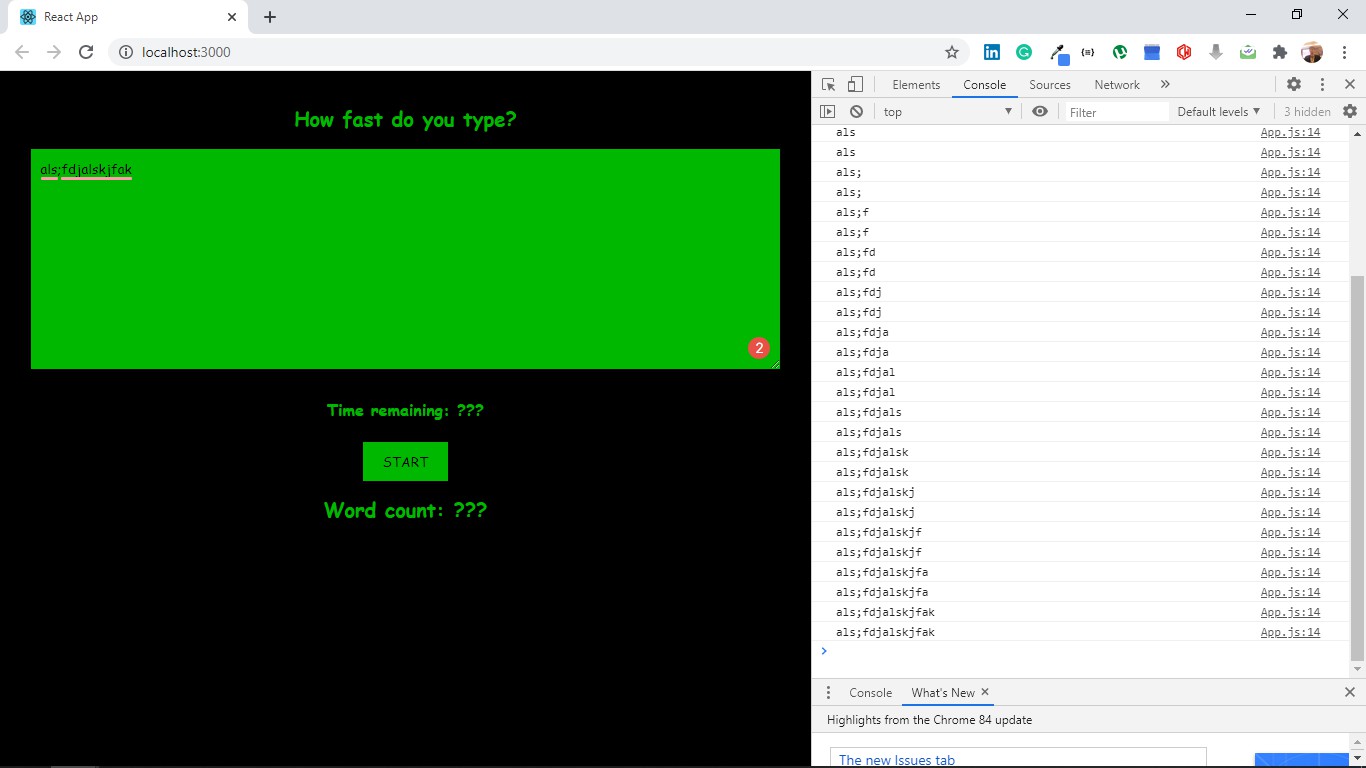 React App
localhost:3000
Elements Console Sources Network
top Filter Default levels 3 hidden
How fast do you type?
als;fdjalskjfak
2
Time remaining: ???
START
Word count: ???
als App.js:14
als App.js:14
als; App.js:14
als; App.js:14
als;f App.js:14
als;f App.js:14
als;fd App.js:14
als;fd App.js:14
als;fdj App.js:14
als;fdj App.js:14
als;fdja App.js:14
als;fdja App.js:14
als;fdjal App.js:14
als;fdjal App.js:14
als;fdjals App.js:14
als;fdjals App.js:14
als;fdjalsk App.js:14
als;fdjalsk App.js:14
als;fdjalskj App.js:14
als;fdjalskj App.js:14
als;fdjalskjf App.js:14
als;fdjalskjf App.js:14
als;fdjalskjfa App.js:14
als;fdjalskjfa App.js:14
als;fdjalskjfak App.js:14
als;fdjalskjfak App.js:14
Console What's New
Highlights from the Chrome 84 update
The new Issues tab